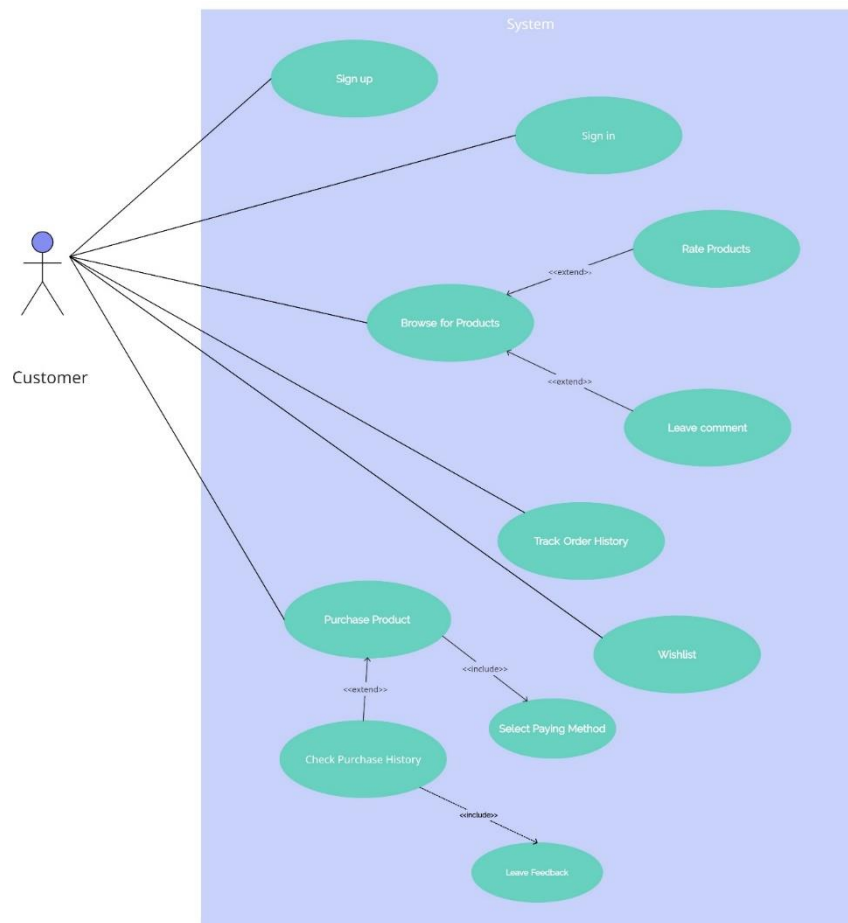 System
Sign up
Sign in
Rate Products
<<extend>>
Browse for Products
Customer
<<extend>>
Leave comment
Track Order History
Purchase Product
Wishlist
<<include>>
<<extend>>
Select Paying Method
Check Purchase History
<<include>>
Leave Feedback